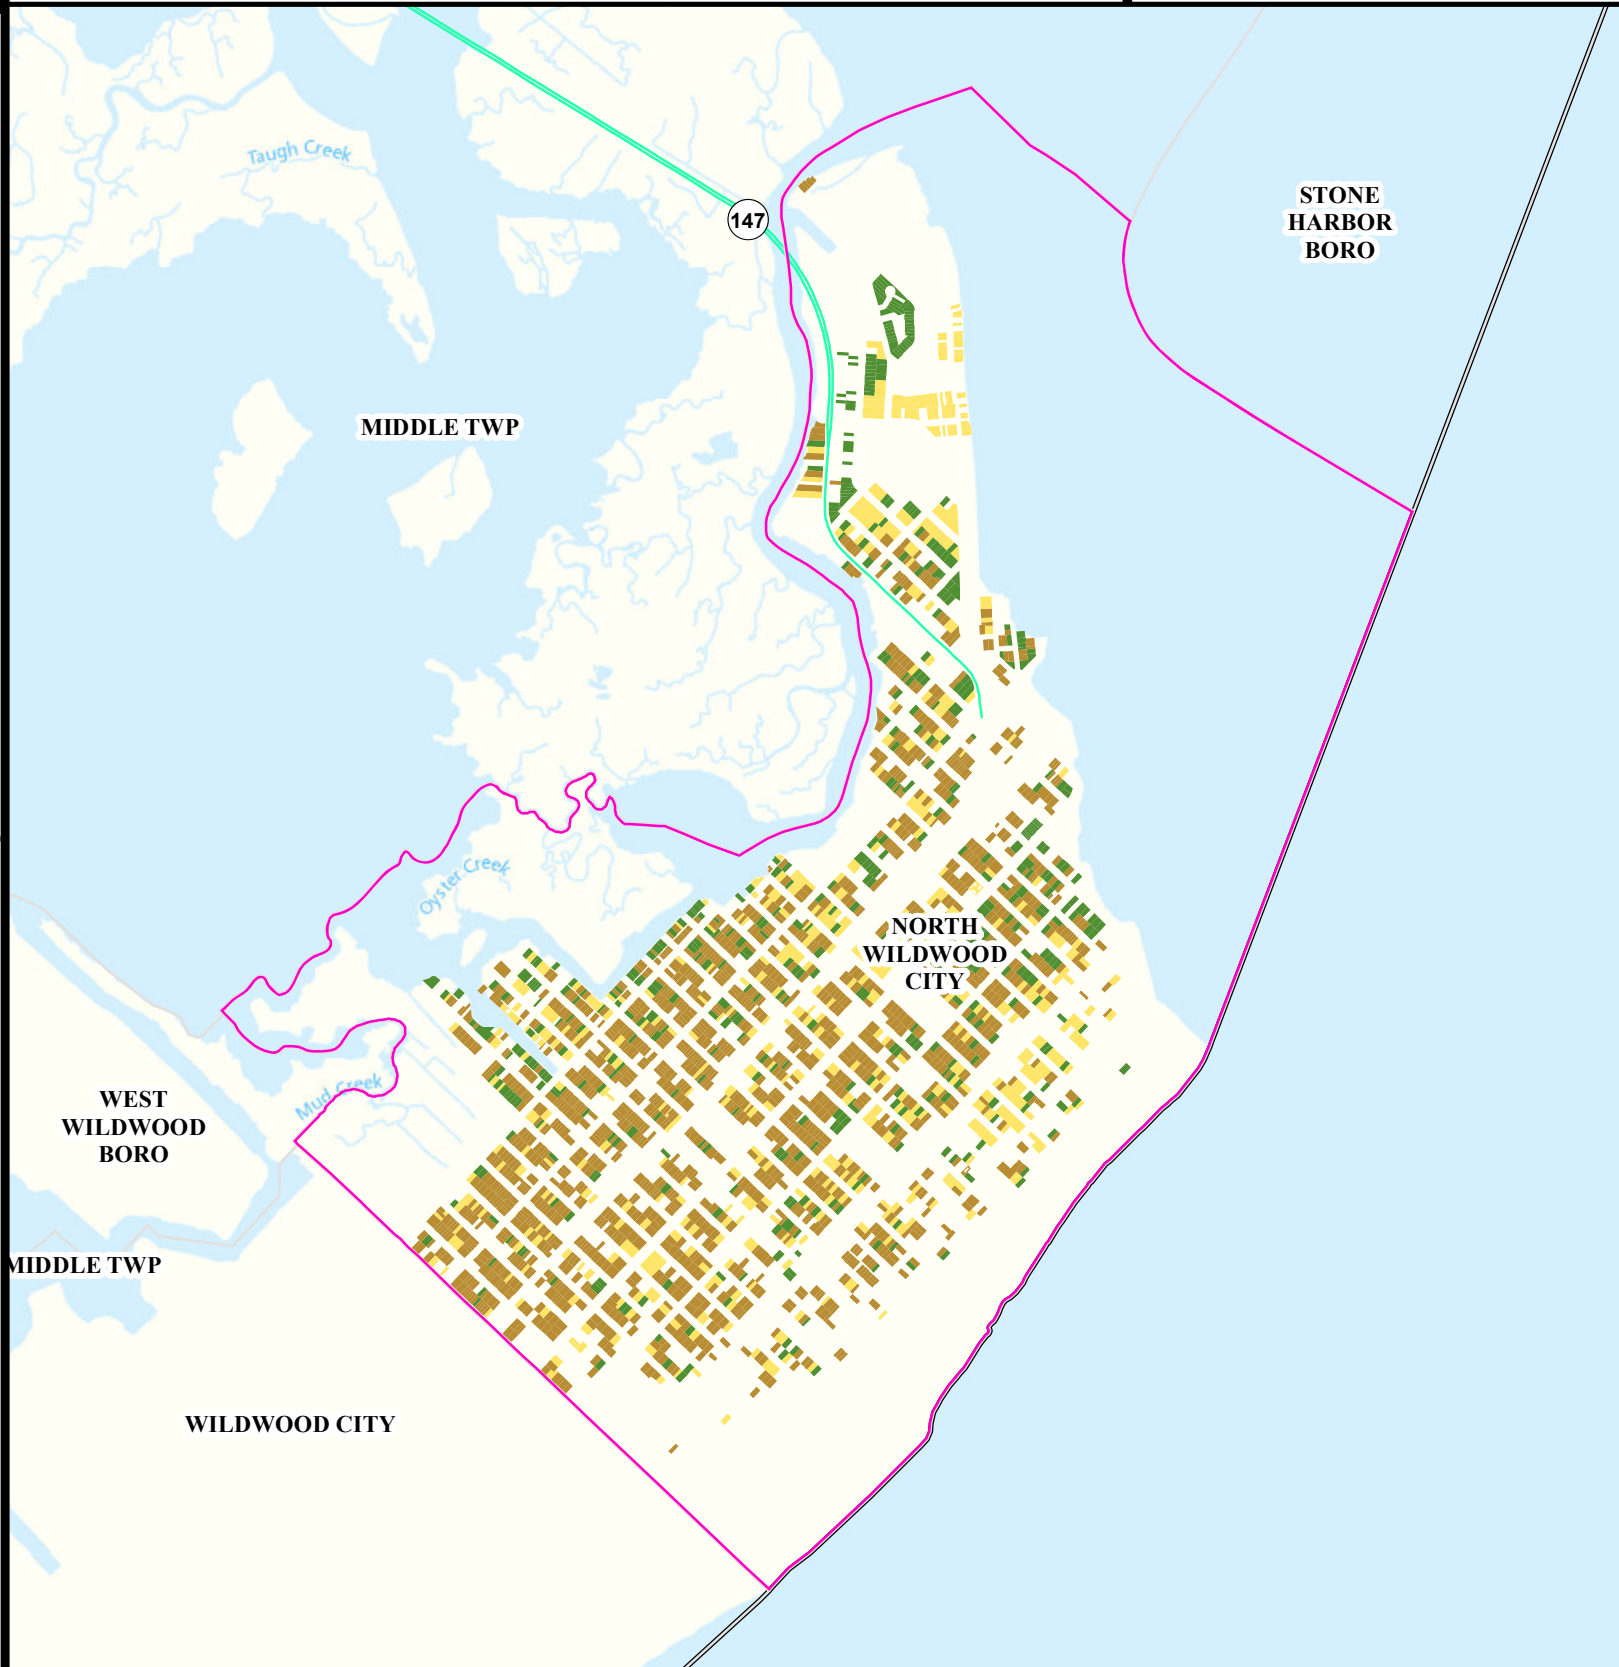 Taugh Creek
147
STONE
HARBOR
BORO
MIDDLE TWP
Oyster Creek
NORTH
WILDWOOD
CITY
Mud Creek
WEST
WILDWOOD
BORO
MIDDLE TWP
WILDWOOD CITY